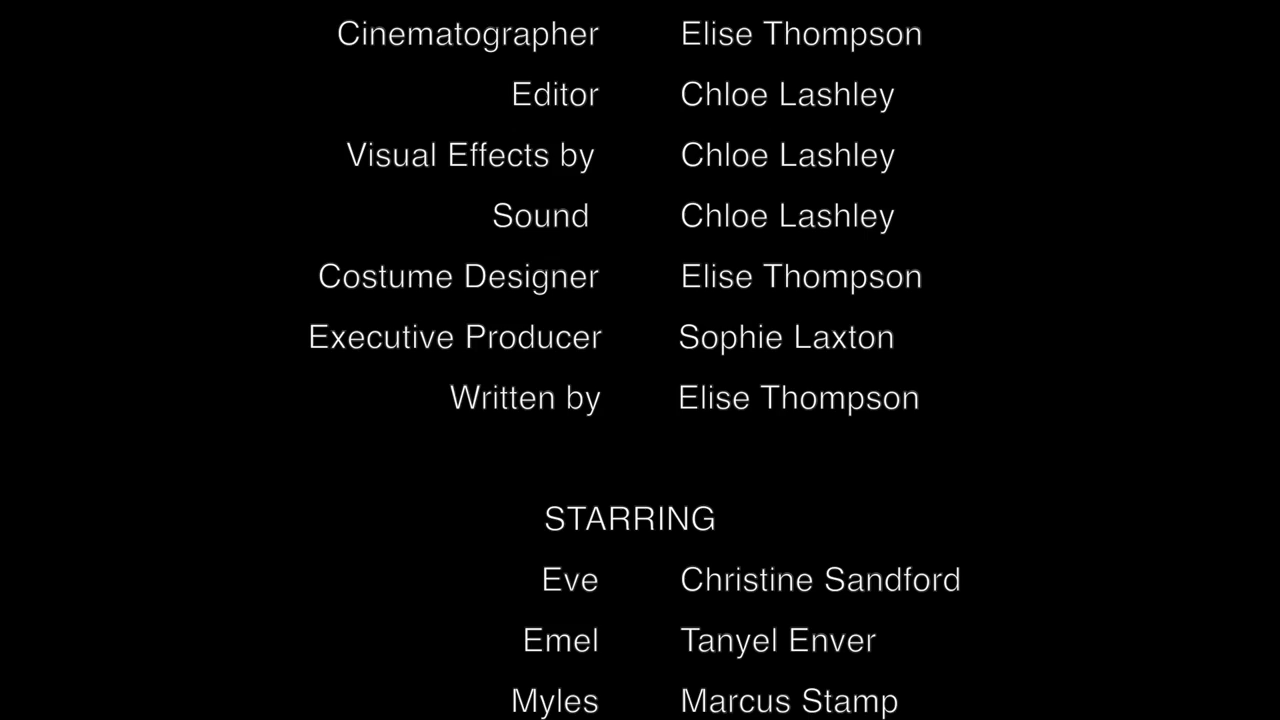 Cinematographer Elise Thompson
Editor Chloe Lashley
Visual Effects by Chloe Lashley
Sound Chloe Lashley
Costume Designer Elise Thompson
Executive Producer Sophie Laxton
Written by Elise Thompson
STARRING
Eve Christine Sandford
Emel Tanyel Enver
Myles Marcus Stamp